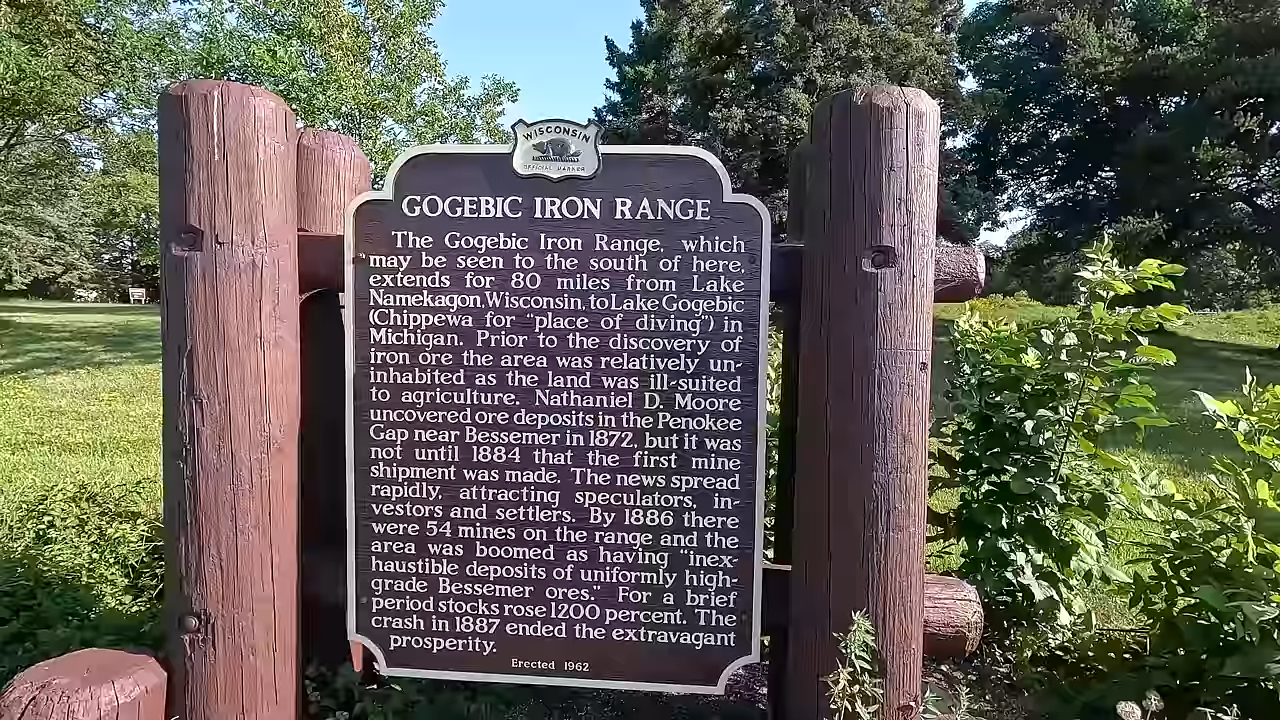 WISCONSIN
OFFICIAL MARKER
GOGEBIC IRON RANGE
The Gogebic Iron Range, which
may be seen to the south of here,
extends for 80 miles from Lake
Namekagon, Wisconsin, to Lake Gogebic
(Chippewa for "place of diving") in
Michigan. Prior to the discovery of
iron ore the area was relatively un-
inhabited as the land was ill-suited
to agriculture. Nathaniel D. Moore
uncovered ore deposits in the Penokee
Gap near Bessemer in 1872, but it was
not until 1884 that the first mine
shipment was made. The news spread
rapidly, attracting speculators, in-
vestors and settlers. By 1886 there
were 54 mines on the range and the
area was boomed as having "inex-
haustible deposits of uniformly high-
grade Bessemer ores." For a brief
period stocks rose 1200 percent. The
crash in 1887 ended the extravagant
prosperity.
Erected 1962